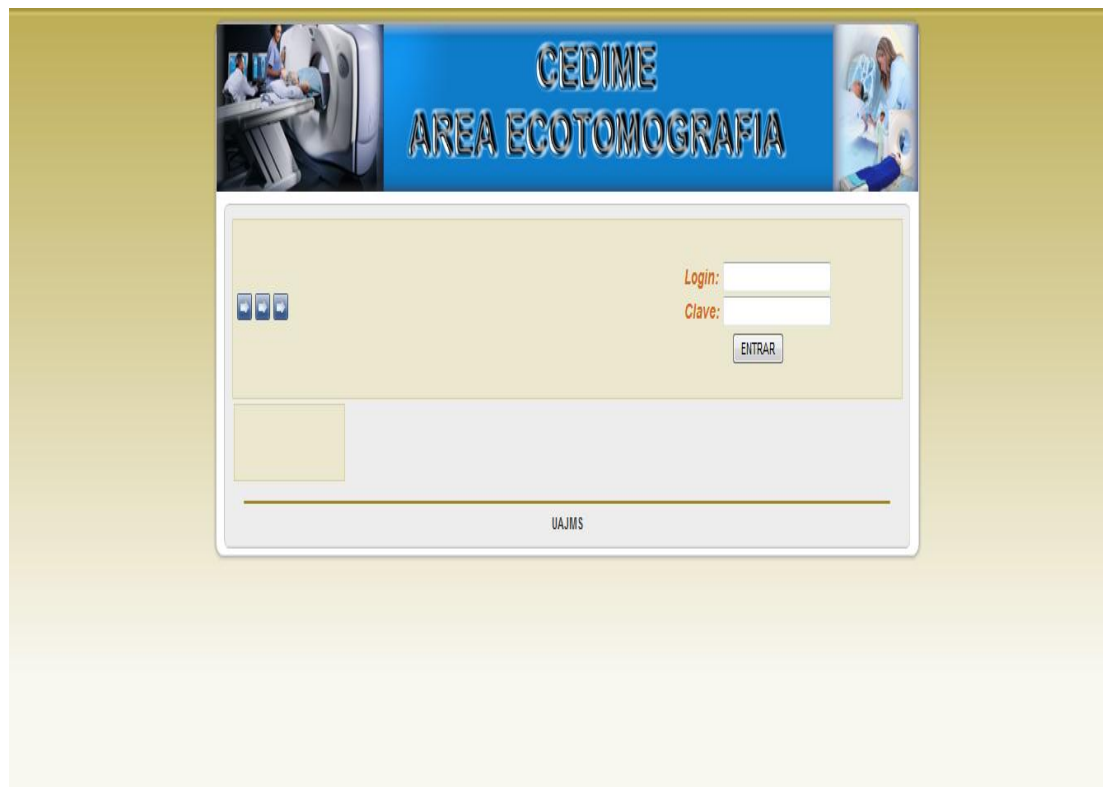 CEDIME
AREA ECOTOMOGRAFIA
Login:
Clave:
ENTRAR
UAJMS